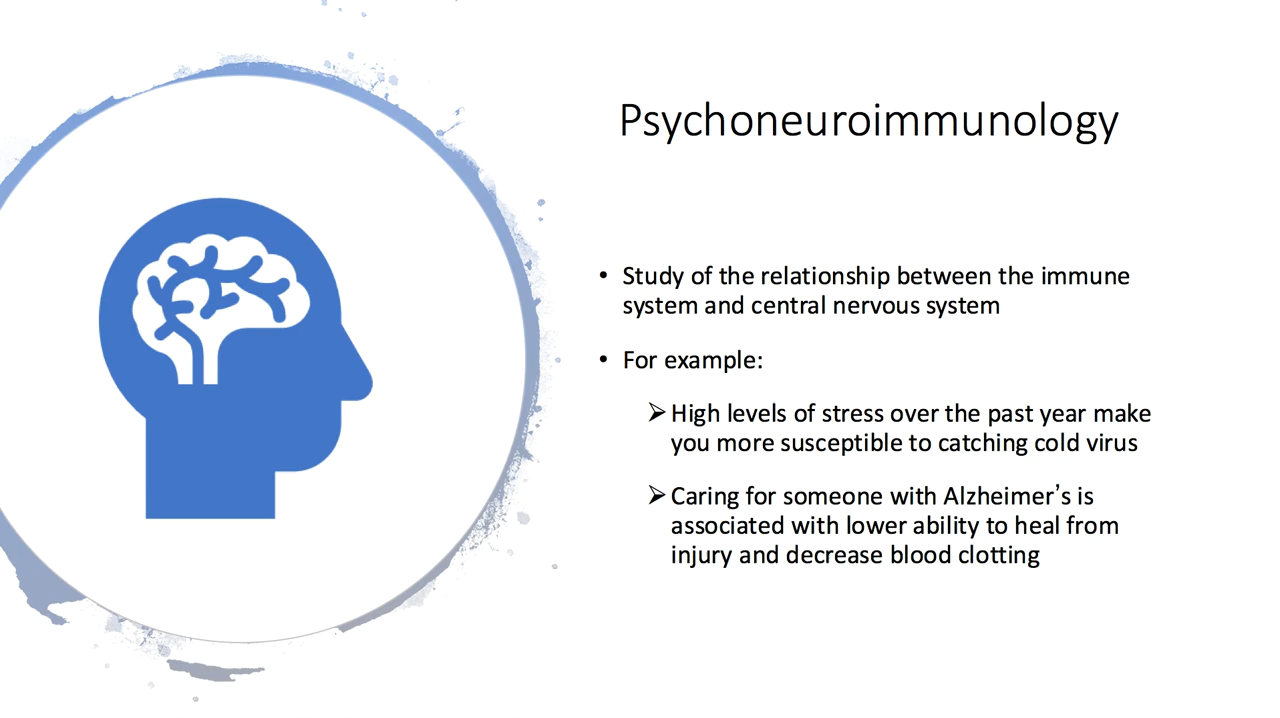 Psychoneuroimmunology
• Study of the relationship between the immune
system and central nervous system
• For example:
➢ High levels of stress over the past year make
you more susceptible to catching cold virus
➢ Caring for someone with Alzheimer’s is
associated with lower ability to heal from
injury and decrease blood clotting